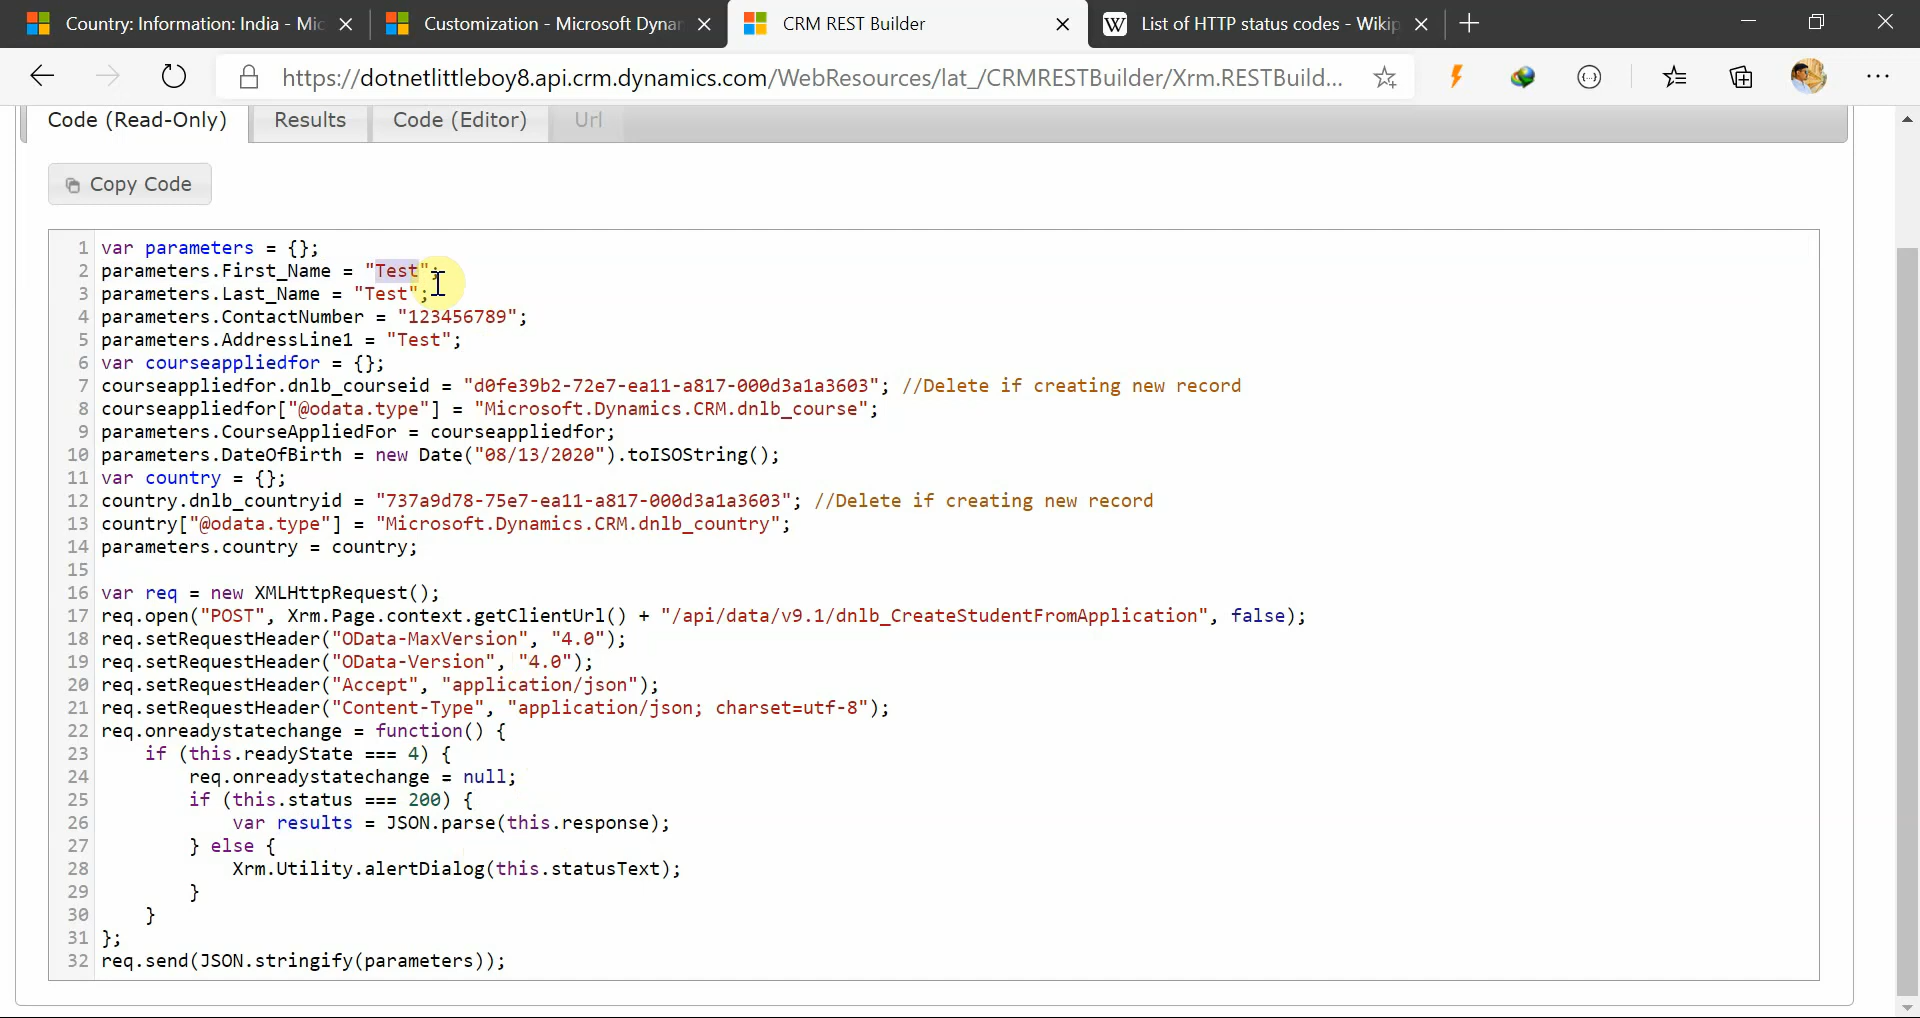 Country: Information: India - Mic
Customization - Microsoft Dynar
CRM REST Builder
W List of HTTP status codes - Wikip
https://dotnetlittleboy8.api.crm.dynamics.com/WebResources/lat_/CRMRESTBuilder/Xrm.RESTBuild...
Code (Read-Only) Results Code (Editor) Url
Copy Code
1 var parameters = {};
2 parameters.First_Name = "Test";
3 parameters.Last_Name = "Test";
4 parameters.ContactNumber = "123456789";
5 parameters.AddressLine1 = "Test";
6 var courseappliedfor = {};
7 courseappliedfor.dnlb_courseid = "d0fe39b2-72e7-ea11-a817-000d3a1a3603"; //Delete if creating new record
8 courseappliedfor["@odata.type"] = "Microsoft.Dynamics.CRM.dnlb_course";
9 parameters.CourseAppliedFor = courseappliedfor;
10 parameters.DateOfBirth = new Date("08/13/2020").toISOString();
11 var country = {};
12 country.dnlb_countryid = "737a9d78-75e7-ea11-a817-000d3a1a3603"; //Delete if creating new record
13 country["@odata.type"] = "Microsoft.Dynamics.CRM.dnlb_country";
14 parameters.country = country;
15
16 var req = new XMLHttpRequest();
17 req.open("POST", Xrm.Page.context.getClientUrl() + "/api/data/v9.1/dnlb_CreateStudentFromApplication", false);
18 req.setRequestHeader("OData-MaxVersion", "4.0");
19 req.setRequestHeader("OData-Version", "4.0");
20 req.setRequestHeader("Accept", "application/json");
21 req.setRequestHeader("Content-Type", "application/json; charset=utf-8");
22 req.onreadystatechange = function() {
23 if (this.readyState === 4) {
24 req.onreadystatechange = null;
25 if (this.status === 200) {
26 var results = JSON.parse(this.response);
27 } else {
28 Xrm.Utility.alertDialog(this.statusText);
29 }
30 }
31 };
32 req.send(JSON.stringify(parameters));